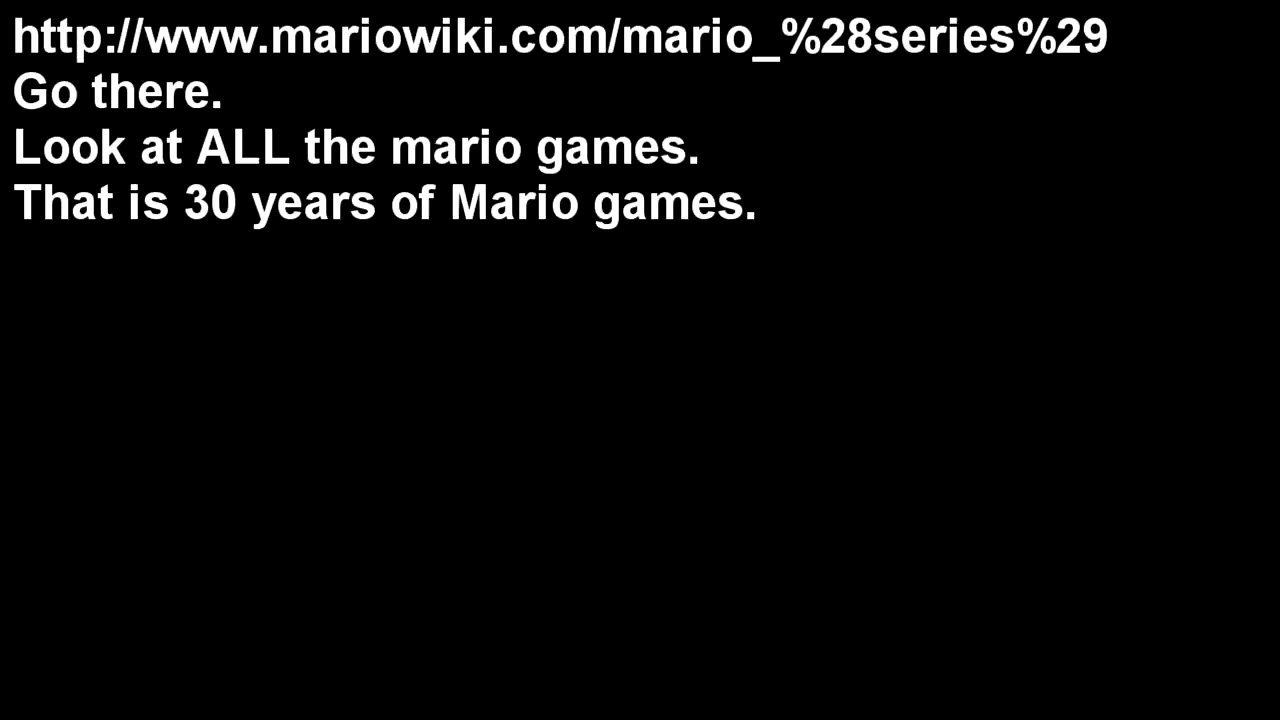 http://www.mariowiki.com/mario_%28series%29
Go there.
Look at ALL the mario games.
That is 30 years of Mario games.